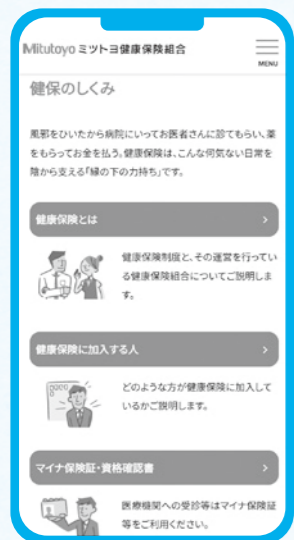 Mitutoyo ミツトヨ健康保険組合
MENU
健保のしくみ
風邪をひいたから病院にいってお医者さんに診てもらい、薬
をもらってお金を払う。健康保険は、こんな何気ない日常を
陰から支える「縁の下の力持ち」です。
健康保険とは
健康保険制度と、その運営を行ってい
る健康保険組合についてご説明しま
す。
健康保険に加入する人
どのような方が健康保険に加入して
いるかご説明します。
マイナ保険証・資格確認書
医療機関への受診等はマイナ保険証
等をご利用ください。